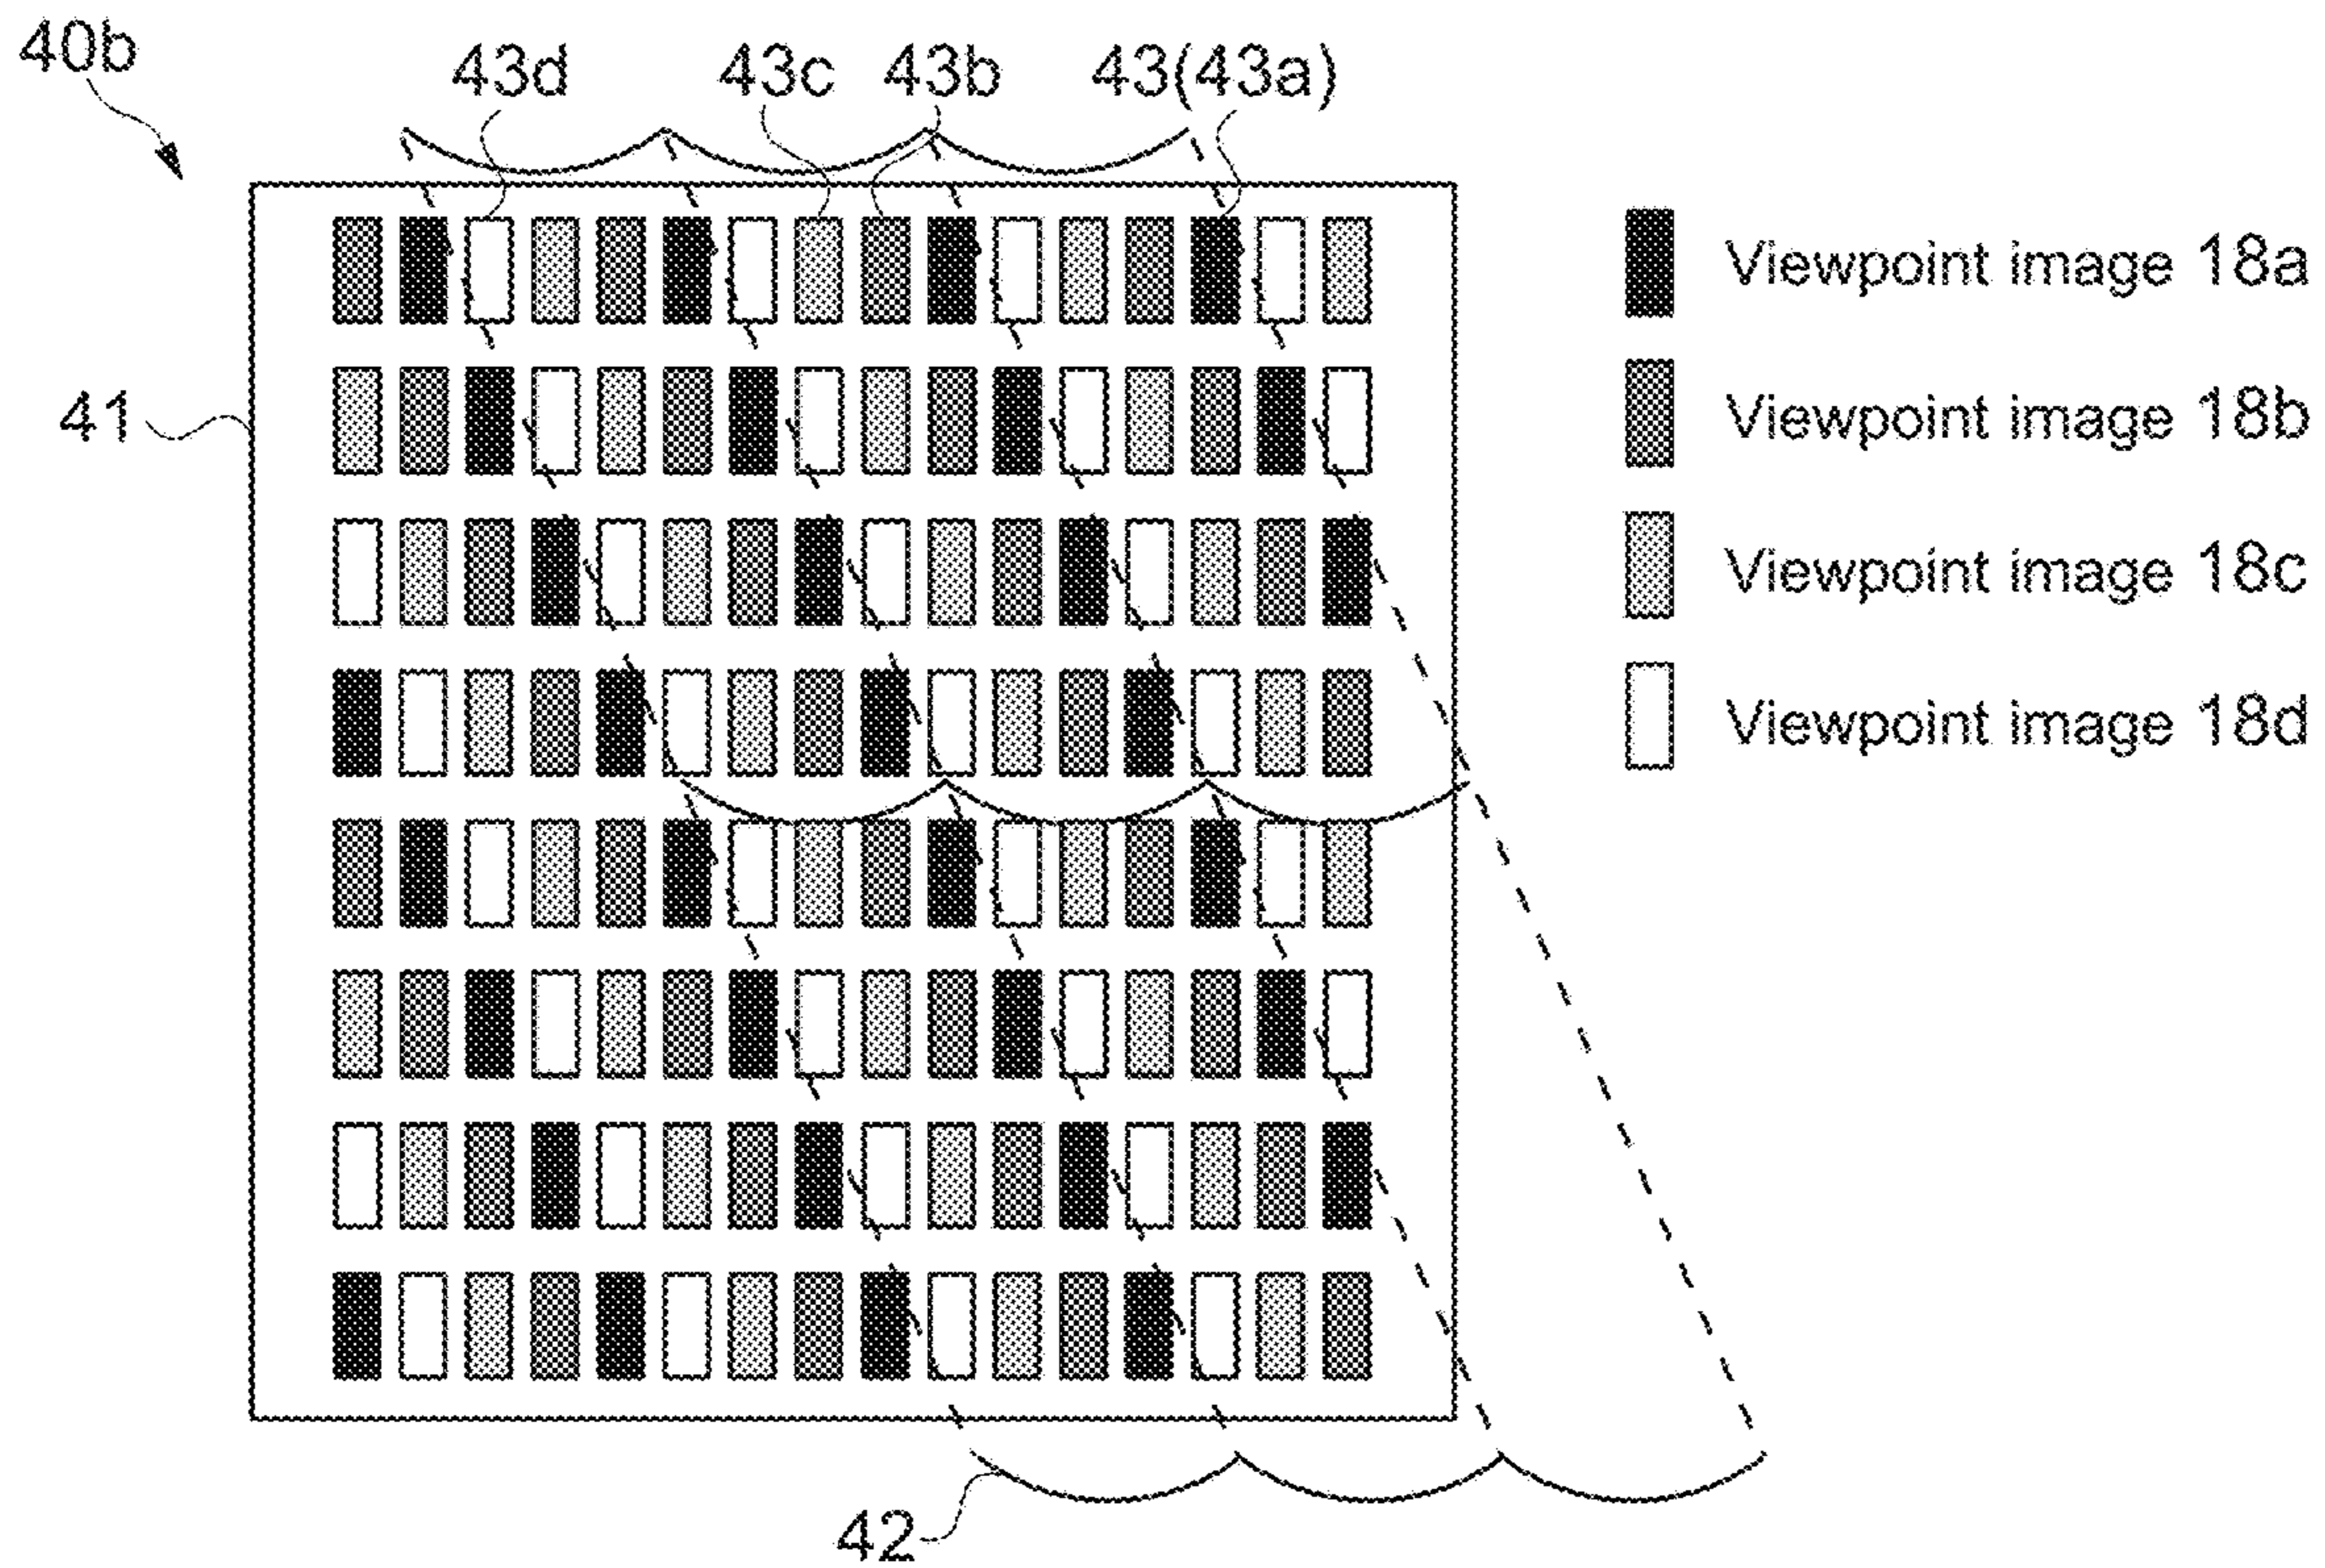 40b
43d 43c 43b 43(43a)
41
Viewpoint image 18a
Viewpoint image 18b
Viewpoint image 18c
Viewpoint image 18d
42